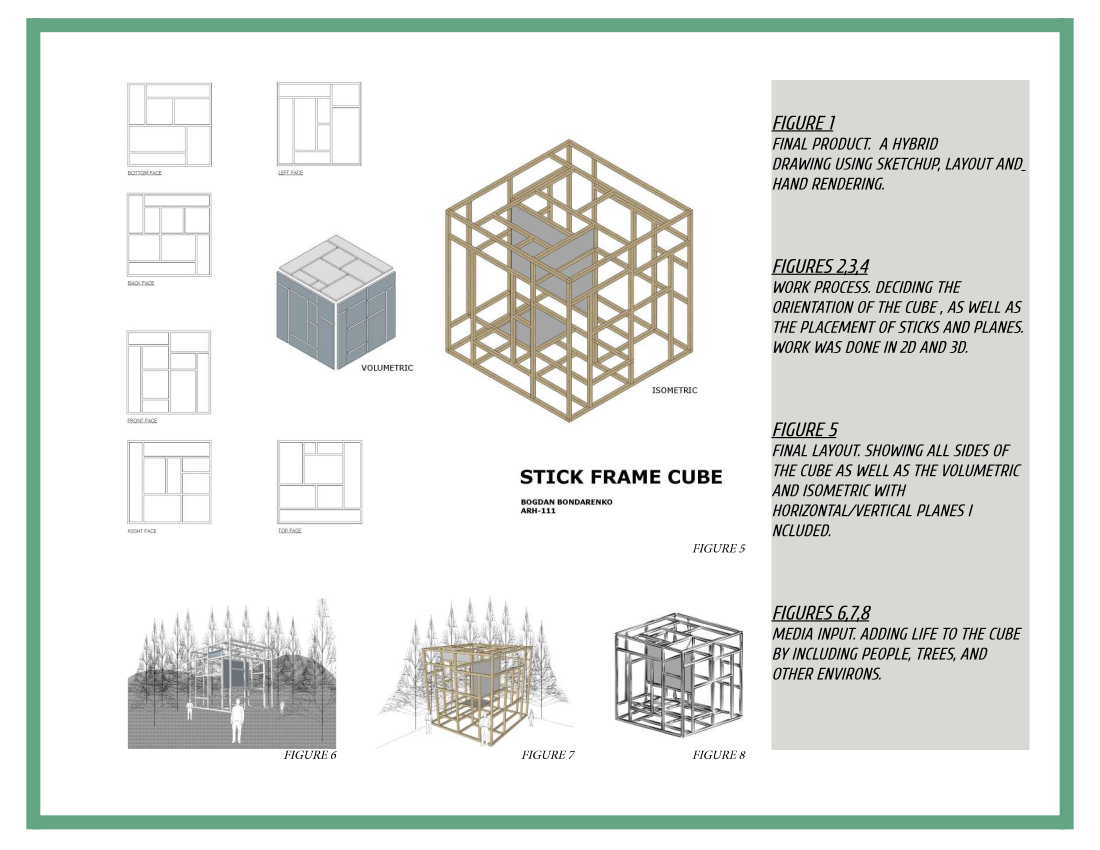 BOTTOM FACE
LEFT FACE
BACK FACE
VOLUMETRIC
ISOMETRIC
FRONT FACE
RIGHT FACE
TOP FACE
STICK FRAME CUBE
BOGDAN BONDARENKO
ARH-111
FIGURE 5
FIGURE 6
FIGURE 7
FIGURE 8
FIGURE 1
FINAL PRODUCT. A HYBRID
DRAWING USING SKETCHUP, LAYOUT AND_
HAND RENDERING.
FIGURES 2,3,4
WORK PROCESS. DECIDING THE
ORIENTATION OF THE CUBE , AS WELL AS
THE PLACEMENT OF STICKS AND PLANES.
WORK WAS DONE IN 2D AND 3D.
FIGURE 5
FINAL LAYOUT. SHOWING ALL SIDES OF
THE CUBE AS WELL AS THE VOLUMETRIC
AND ISOMETRIC WITH
HORIZONTAL/VERTICAL PLANES I
NCLUDED.
FIGURES 6,7,8
MEDIA INPUT. ADDING LIFE TO THE CUBE
BY INCLUDING PEOPLE, TREES, AND
OTHER ENVIRONS.